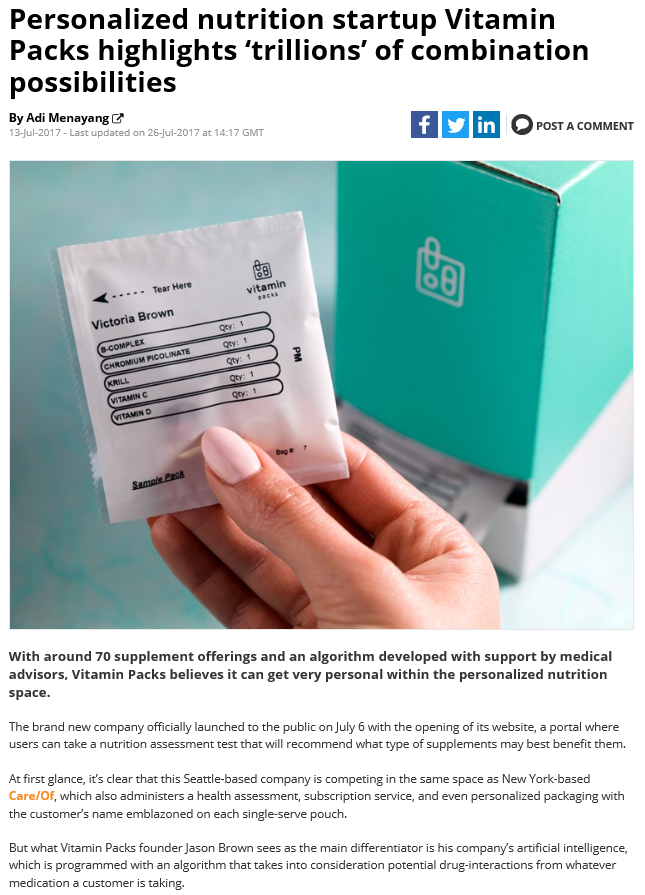 Personalized nutrition startup Vitamin
Packs highlights ‘trillions’ of combination
possibilities
By Adi Menayang
13-Jul-2017 - Last updated on 26-Jul-2017 at 14:17 GMT
POST A COMMENT
Tear Here
vitamin
packs
Victoria Brown
B-COMPLEX Qty: 1
CHROMIUM PICOLINATE Qty: 1
KRILL Qty: 1
VITAMIN C Qty: 1
VITAMIN D Qty: 1
PM
Bag # 7
Sample Pack
With around 70 supplement offerings and an algorithm developed with support by medical
advisors, Vitamin Packs believes it can get very personal within the personalized nutrition
space.
The brand new company officially launched to the public on July 6 with the opening of its website, a portal where
users can take a nutrition assessment test that will recommend what type of supplements may best benefit them.
At first glance, it’s clear that this Seattle-based company is competing in the same space as New York-based
Care/Of, which also administers a health assessment, subscription service, and even personalized packaging with
the customer’s name emblazoned on each single-serve pouch.
But what Vitamin Packs founder Jason Brown sees as the main differentiator is his company’s artificial intelligence,
which is programmed with an algorithm that takes into consideration potential drug-interactions from whatever
medication a customer is taking.